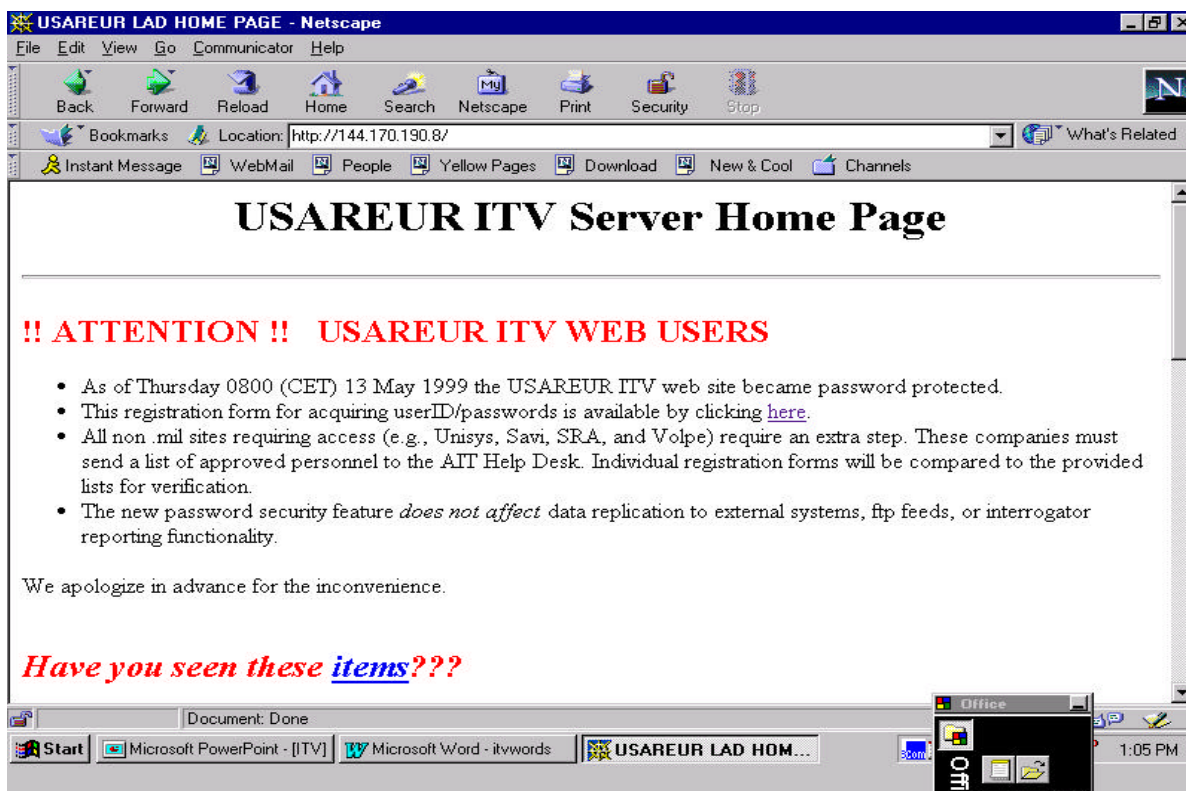 USAREUR LAD HOME PAGE - Netscape
File Edit View Go Communicator Help
Back Forward Reload Home Search Netscape Print Security Stop
My
N
Bookmarks Location: http://144.170.190.8/ What's Related
Instant Message WebMail People Yellow Pages Download New & Cool Channels
USAREUR ITV Server Home Page
!! ATTENTION !! USAREUR ITV WEB USERS
• As of Thursday 0800 (CET) 13 May 1999 the USAREUR ITV web site became password protected.
• This registration form for acquiring userID/passwords is available by clicking here.
• All non .mil sites requiring access (e.g., Unisys, Savi, SRA, and Volpe) require an extra step. These companies must
send a list of approved personnel to the AIT Help Desk. Individual registration forms will be compared to the provided
lists for verification.
• The new password security feature does not affect data replication to external systems, ftp feeds, or interrogator
reporting functionality.
We apologize in advance for the inconvenience.
Have you seen these items???
Office
Document: Done
Start Microsoft PowerPoint - [ITV] Microsoft Word - itvwords USAREUR LAD HOM... 3Com 1:05 PM
Offi